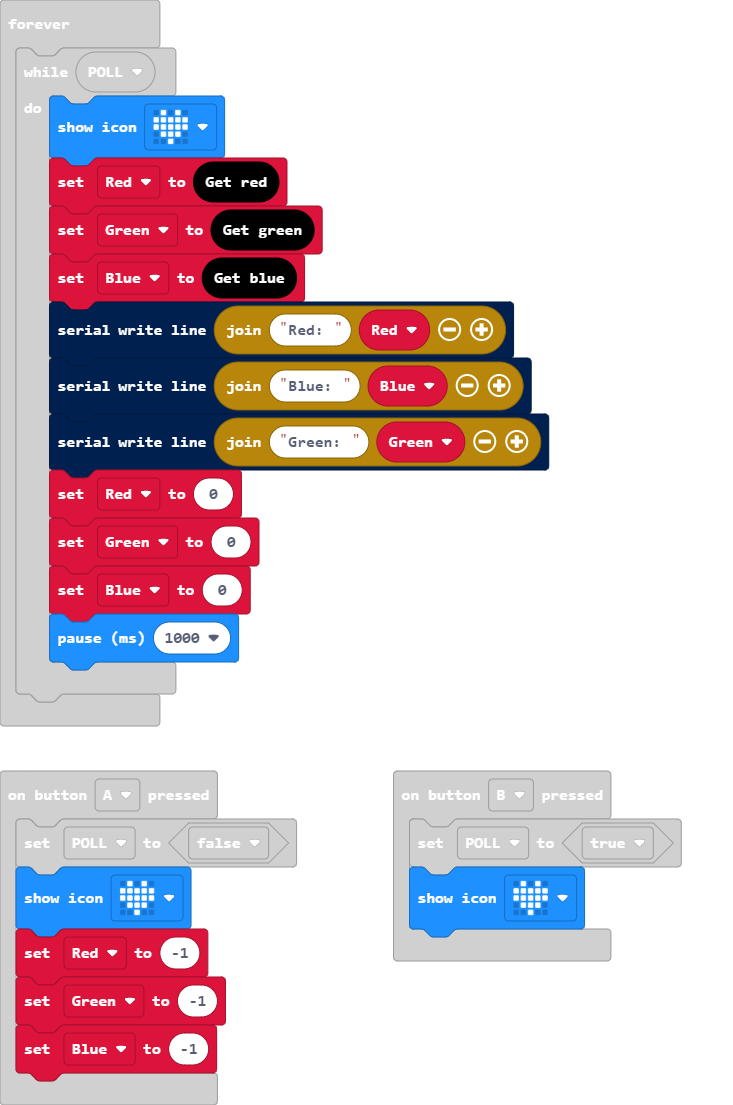 forever
while POLL
do
show icon
set Red to Get red
set Green to Get green
set Blue to Get blue
serial write line join "Red: " Red
serial write line join "Blue: " Blue
serial write line join "Green: " Green
set Red to 0
set Green to 0
set Blue to 0
pause (ms) 1000
on button A pressed
set POLL to false
show icon
set Red to -1
set Green to -1
set Blue to -1
on button B pressed
set POLL to true
show icon